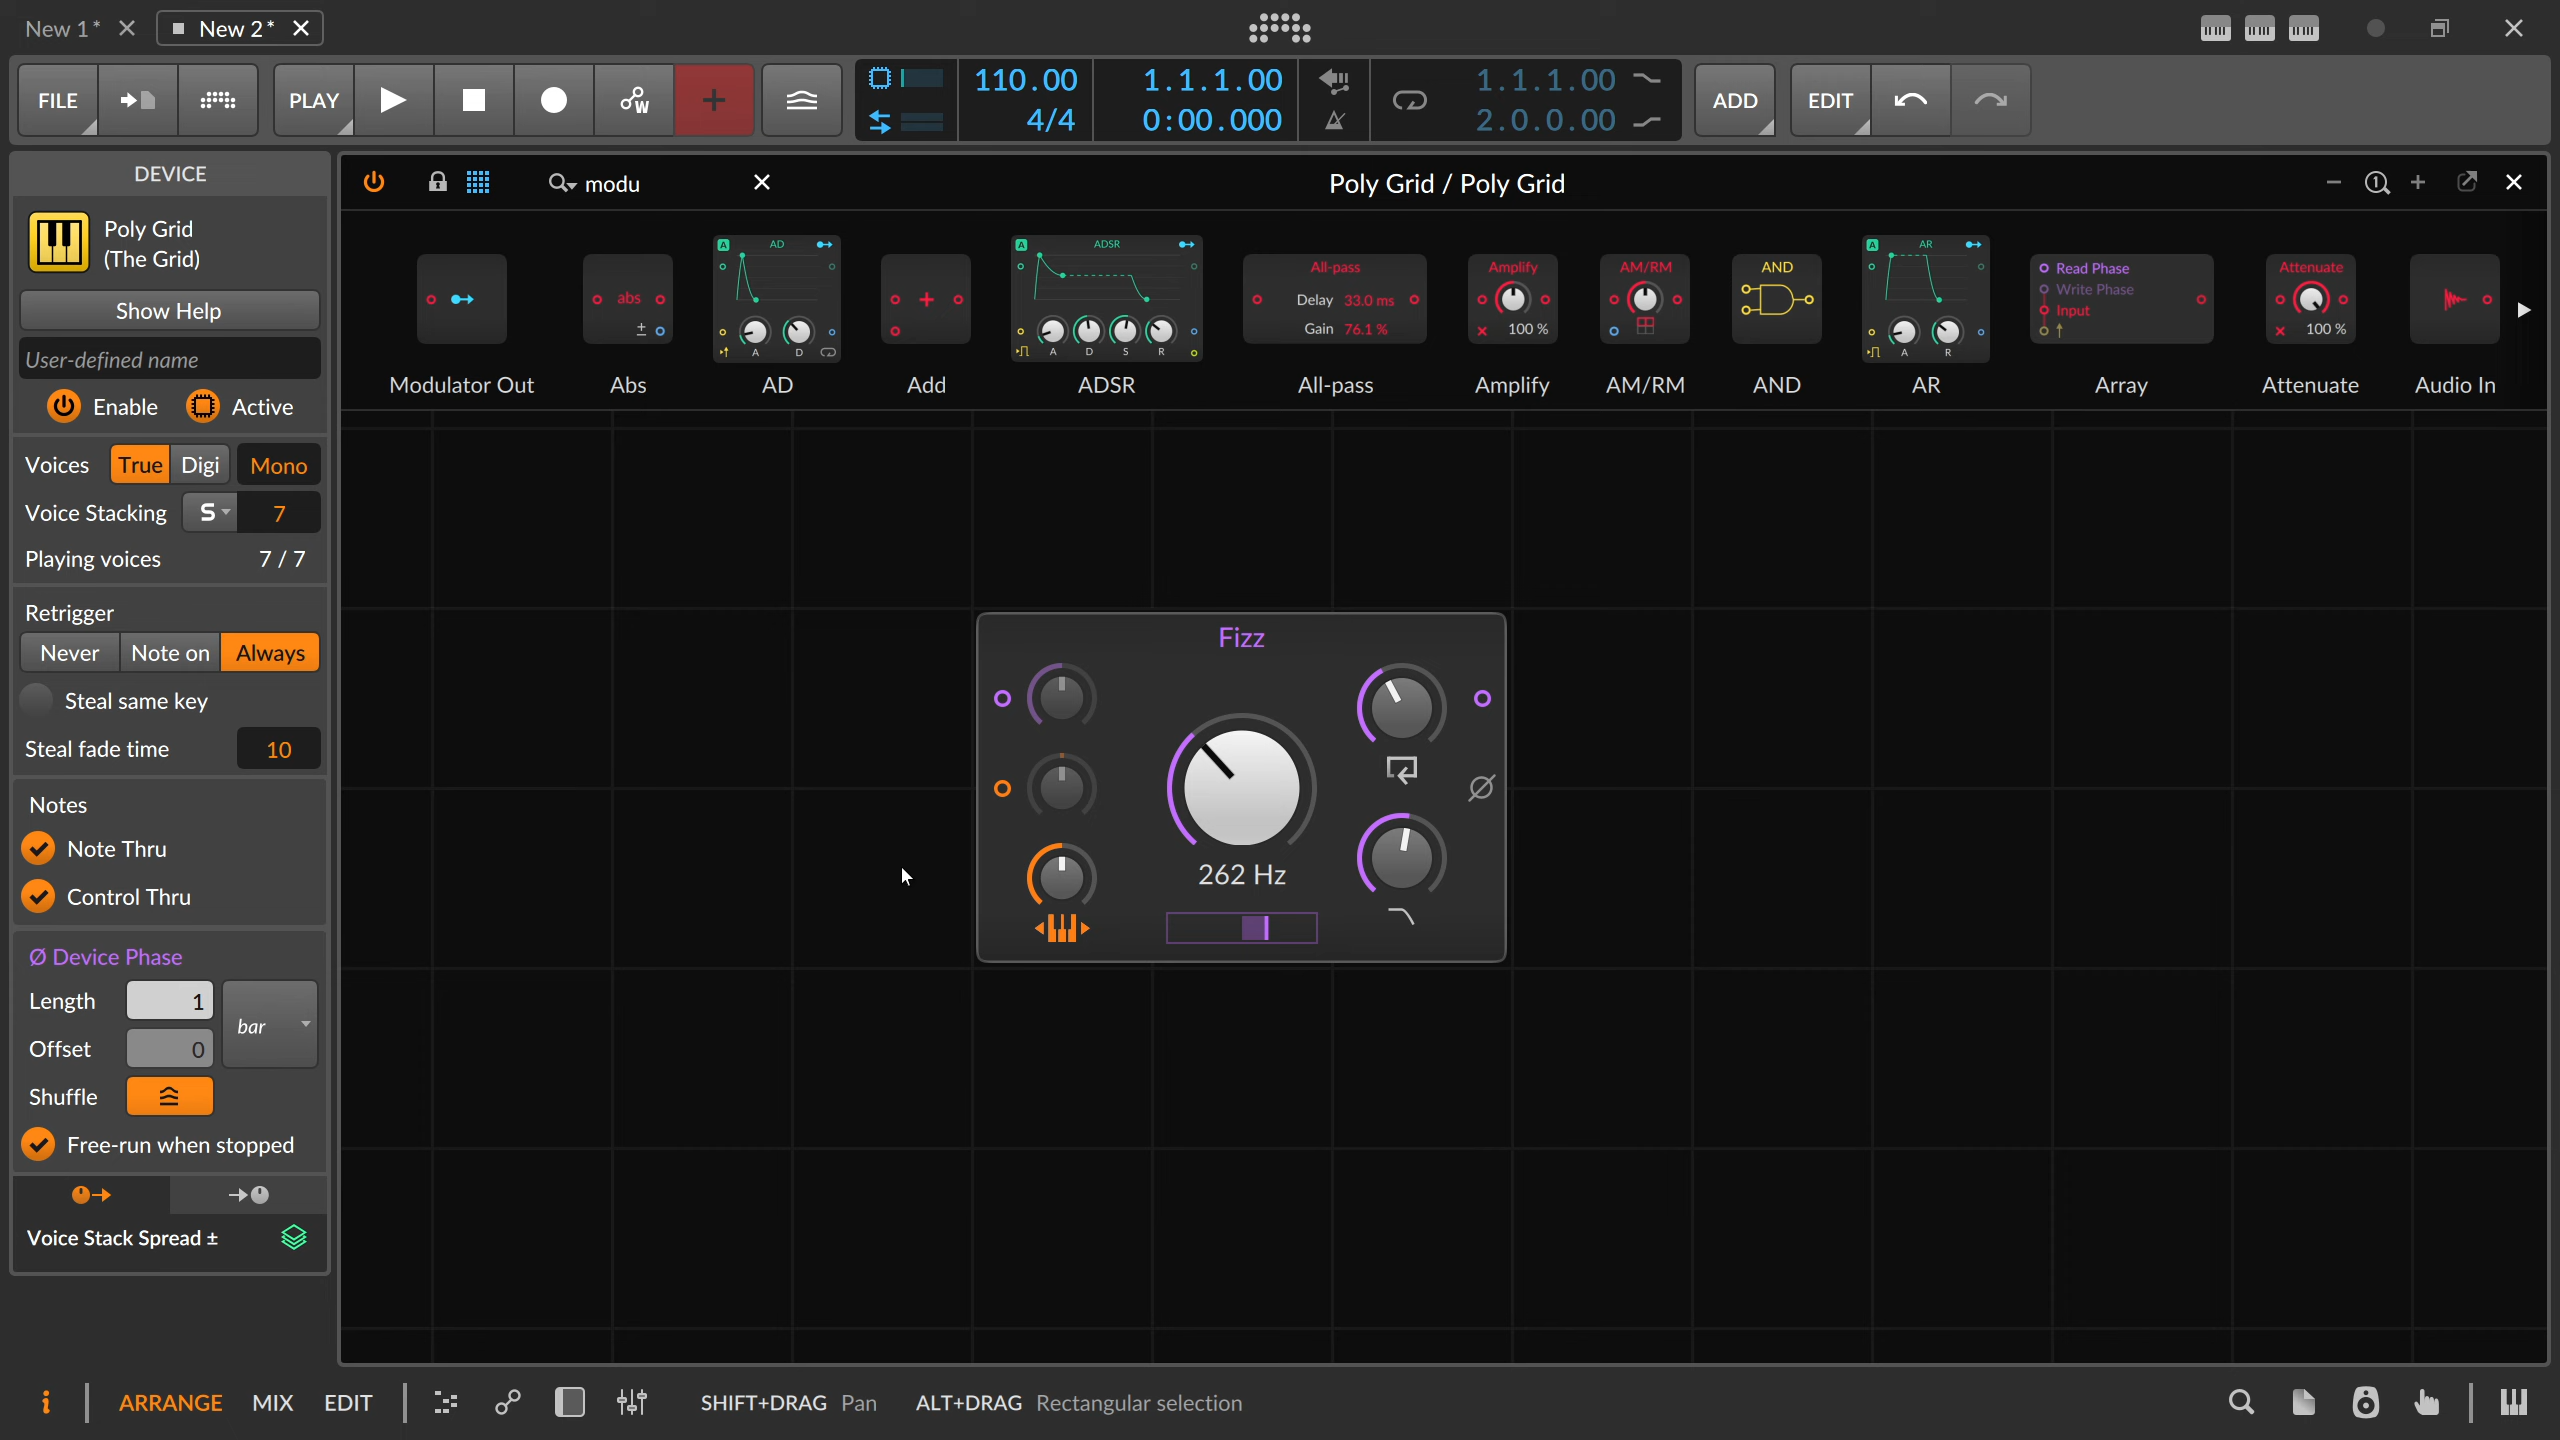 New 1* New 2*
FILE PLAY 110.00 1.1.1.00 1.1.1.00 ADD EDIT
W
4/4 0:00.000 2.0.0.00
DEVICE
modu Poly Grid / Poly Grid
Poly Grid
(The Grid)
Show Help
User-defined name
Enable Active
Voices True Digi Mono
Voice Stacking S 7
Playing voices 7 / 7
Retrigger
Never Note on Always
Steal same key
Steal fade time 10
Notes
Note Thru
Control Thru
Ø Device Phase
Length 1
bar
Offset 0
Shuffle
Free-run when stopped
Voice Stack Spread ±
A AD A ADSR All-pass Amplify AM/RM AND A AR Read Phase Attenuate
Write Phase
abs + Delay 33.0 ms Input
± Gain 76.1 % 100 % 100 %
A D A D S R A R
Modulator Out Abs AD Add ADSR All-pass Amplify AM/RM AND AR Array Attenuate Audio In
Fizz
262 Hz
i ARRANGE MIX EDIT SHIFT+DRAG Pan ALT+DRAG Rectangular selection